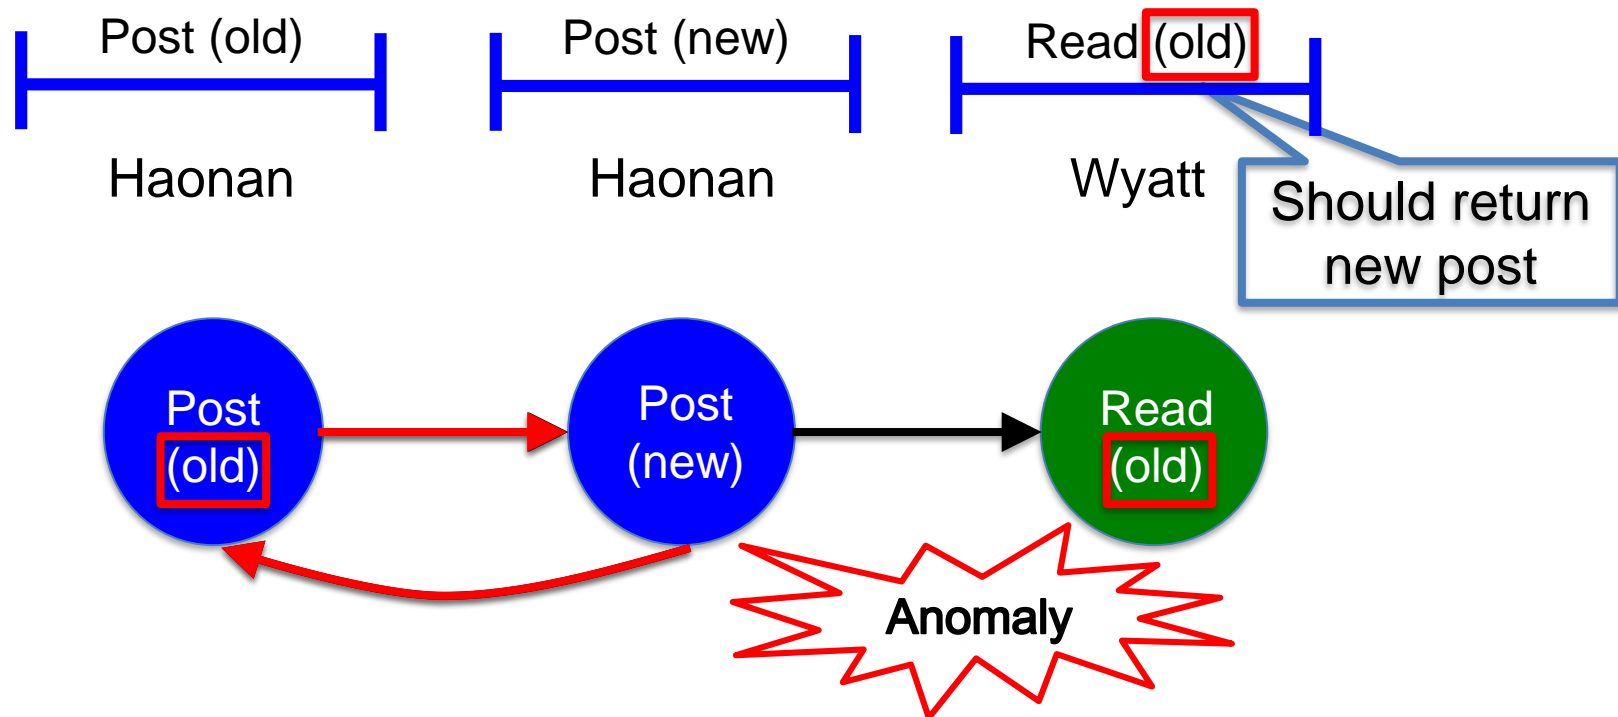 Post (old)
Post (new)
Read (old)
Haonan
Haonan
Wyatt
Should return
new post
Post
(old)
Post
(new)
Read
(old)
Anomaly